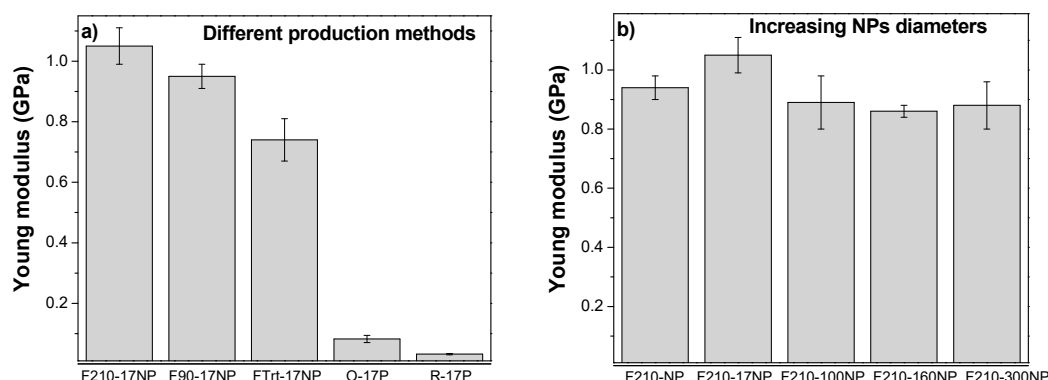 a)
Different production methods
Young modulus (GPa)
1.0
0.8
0.6
0.4
0.2
F210-17NP F90-17NP FTrt-17NP O-17P R-17P
b)
Increasing NPs diameters
Young modulus (GPa)
1.0
0.8
0.6
0.4
0.2
F210-NP F210-17NP F210-100NP F210-160NP F210-300NP